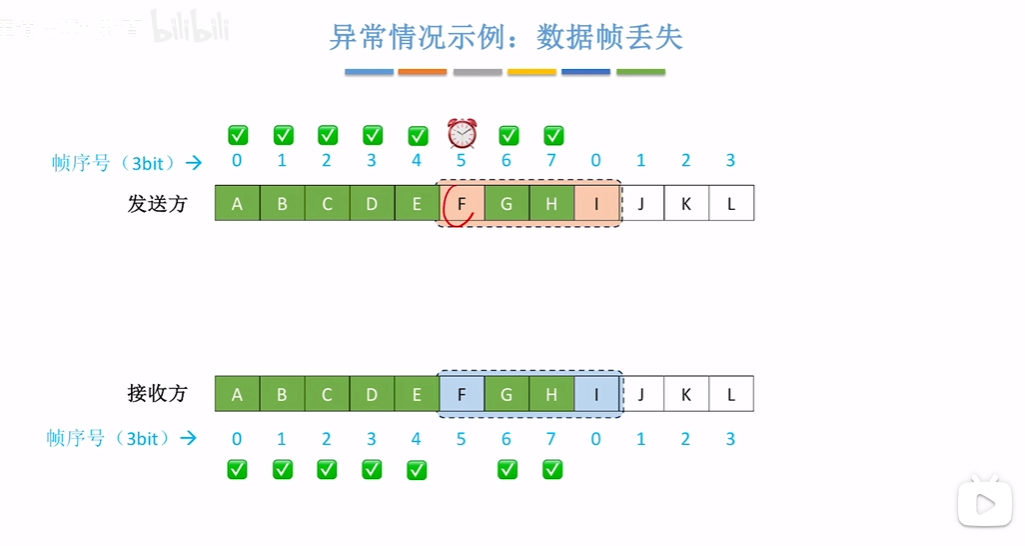 bilibili
异常情况示例：数据帧丢失
帧序号（3bit）→ 0 1 2 3 4 5 6 7 0 1 2 3
发送方 A B C D E F G H I J K L
接收方 A B C D E F G H I J K L
帧序号（3bit）→ 0 1 2 3 4 5 6 7 0 1 2 3